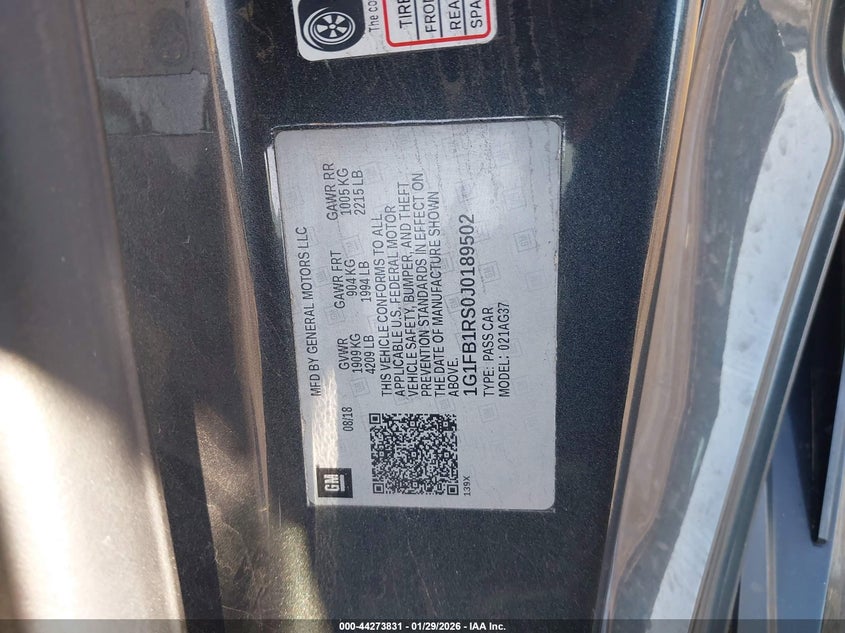 The co
TIRE
FRO
REA
SPA
MFD BY GENERAL MOTORS LLC
08/18
GVWR
1909 KG
4209 LB
GAWR FRT
904 KG
1994 LB
GAWR RR
1005 KG
2215 LB
THIS VEHICLE CONFORMS TO ALL
APPLICABLE U.S. FEDERAL MOTOR
VEHICLE SAFETY, BUMPER, AND THEFT
PREVENTION STANDARDS IN EFFECT ON
THE DATE OF MANUFACTURE SHOWN
ABOVE.
1G1FB1RS0J0189502
TYPE: PASS CAR
MODEL: 021AG37
GM
139X
000-44273831 - 01/29/2026 - IAA Inc.